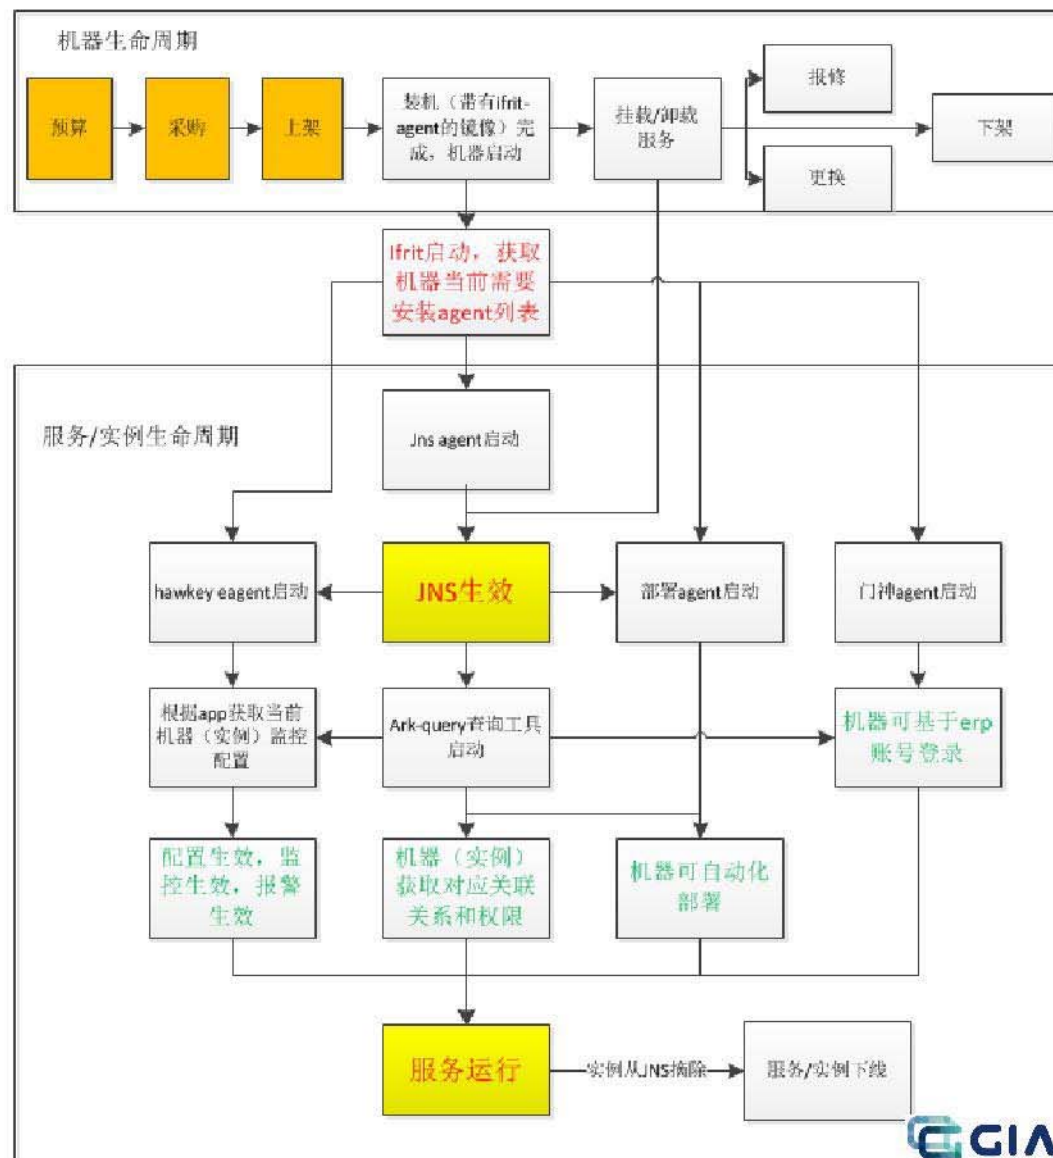 机器生命周期
预算
采购
上架
装机（带有ifrit-
agent的镜像）完
成，机器启动
挂载/卸载
服务
报修
更换
下架
Ifrit启动，获取
机器当前需要
安装agent列表
服务/实例生命周期
Jns agent启动
hawkey eagent启动
JNS生效
部署agent启动
门神agent启动
根据app获取当前
机器（实例）监控
配置
Ark-query查询工具
启动
机器可基于erp
账号登录
配置生效，监
控生效，报警
生效
机器（实例）
获取对应关联
关系和权限
机器可自动化
部署
服务运行
实例从JNS摘除
服务/实例下线
GIA